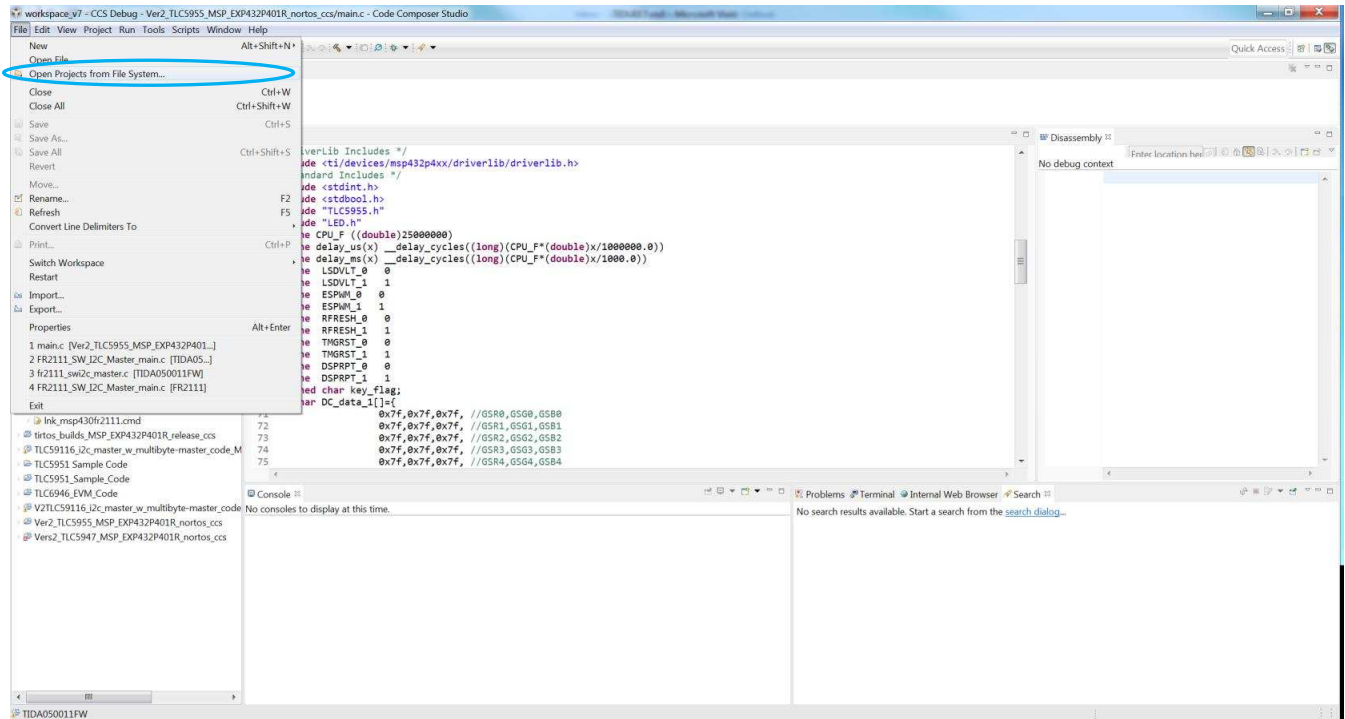 workspace_v7 - CCS Debug - Ver2_TLC5955_MSP_EXP432P401R_nortos_ccs/main.c - Code Composer Studio
File Edit View Project Run Tools Scripts Window Help
New Alt+Shift+N
Open File...
Open Projects from File System...
Close Ctrl+W
Close All Ctrl+Shift+W
Save Ctrl+S
Save As...
Save All Ctrl+Shift+S
Revert
Move...
Rename... F2
Refresh F5
Convert Line Delimiters To
Print... Ctrl+P
Switch Workspace
Restart
Import...
Export...
Properties Alt+Enter
1 main.c [Ver2_TLC5955_MSP_EXP432P401...]
2 FR2111_SW_I2C_Master_main.c [TIDA05...]
3 fr2111_swi2c_master.c [TIDA050011FW]
4 FR2111_SW_I2C_Master_main.c [FR2111]
Exit
Quick Access
lnk_msp430fr2111.cmd
tirtos_builds_MSP_EXP432P401R_release_ccs
TLC59116_i2c_master_w_multibyte-master_code_M
TLC5951 Sample Code
TLC5951_Sample_Code
TLC6946_EVM_Code
V2TLC59116_i2c_master_w_multibyte-master_code
Ver2_TLC5955_MSP_EXP432P401R_nortos_ccs
Vers2_TLC5947_MSP_EXP432P401R_nortos_ccs
iverLib Includes */
ude <ti/devices/msp432p4xx/driverlib/driverlib.h>
andard Includes */
ude <stdint.h>
ude <stdbool.h>
ude "TLC5955.h"
ude "LED.h"
ne CPU_F ((double)25000000)
ne delay_us(x) __delay_cycles((long)(CPU_F*(double)x/1000000.0))
ne delay_ms(x) __delay_cycles((long)(CPU_F*(double)x/1000.0))
ne LSDVLT_0 0
ne LSDVLT_1 1
ne ESPWM_0 0
ne ESPWM_1 1
ne RFRESH_0 0
ne RFRESH_1 1
ne TMGRST_0 0
ne TMGRST_1 1
ne DSPRPT_0 0
ne DSPRPT_1 1
ned char key_flag;
har DC_data_1[]={
71 0x7f,0x7f,0x7f, //GSR0,GSG0,GSB0
72 0x7f,0x7f,0x7f, //GSR1,GSG1,GSB1
73 0x7f,0x7f,0x7f, //GSR2,GSG2,GSB2
74 0x7f,0x7f,0x7f, //GSR3,GSG3,GSB3
75 0x7f,0x7f,0x7f, //GSR4,GSG4,GSB4
Disassembly
Enter location her
No debug context
Console
No consoles to display at this time.
Problems Terminal Internal Web Browser Search
No search results available. Start a search from the search dialog...
TIDA050011FW